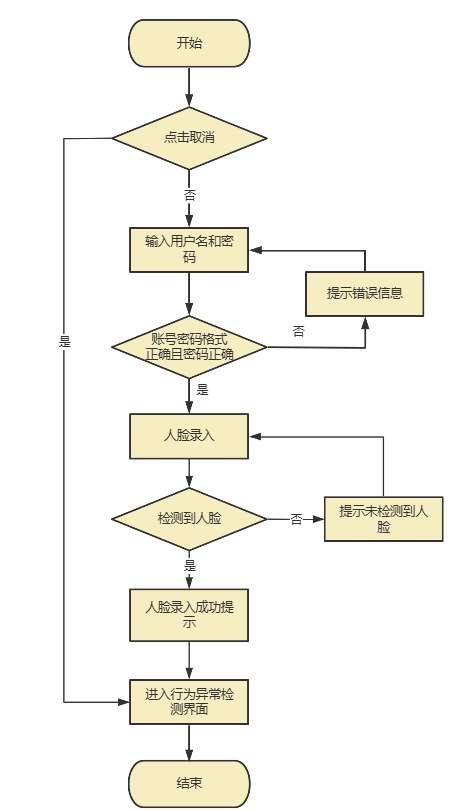 开始
点击取消
否
输入用户名和密
码
提示错误信息
否
账号密码格式
正确且密码正确
是
是
人脸录入
检测到人脸
否
提示未检测到人
脸
是
人脸录入成功提
示
进入行为异常检
测界面
结束